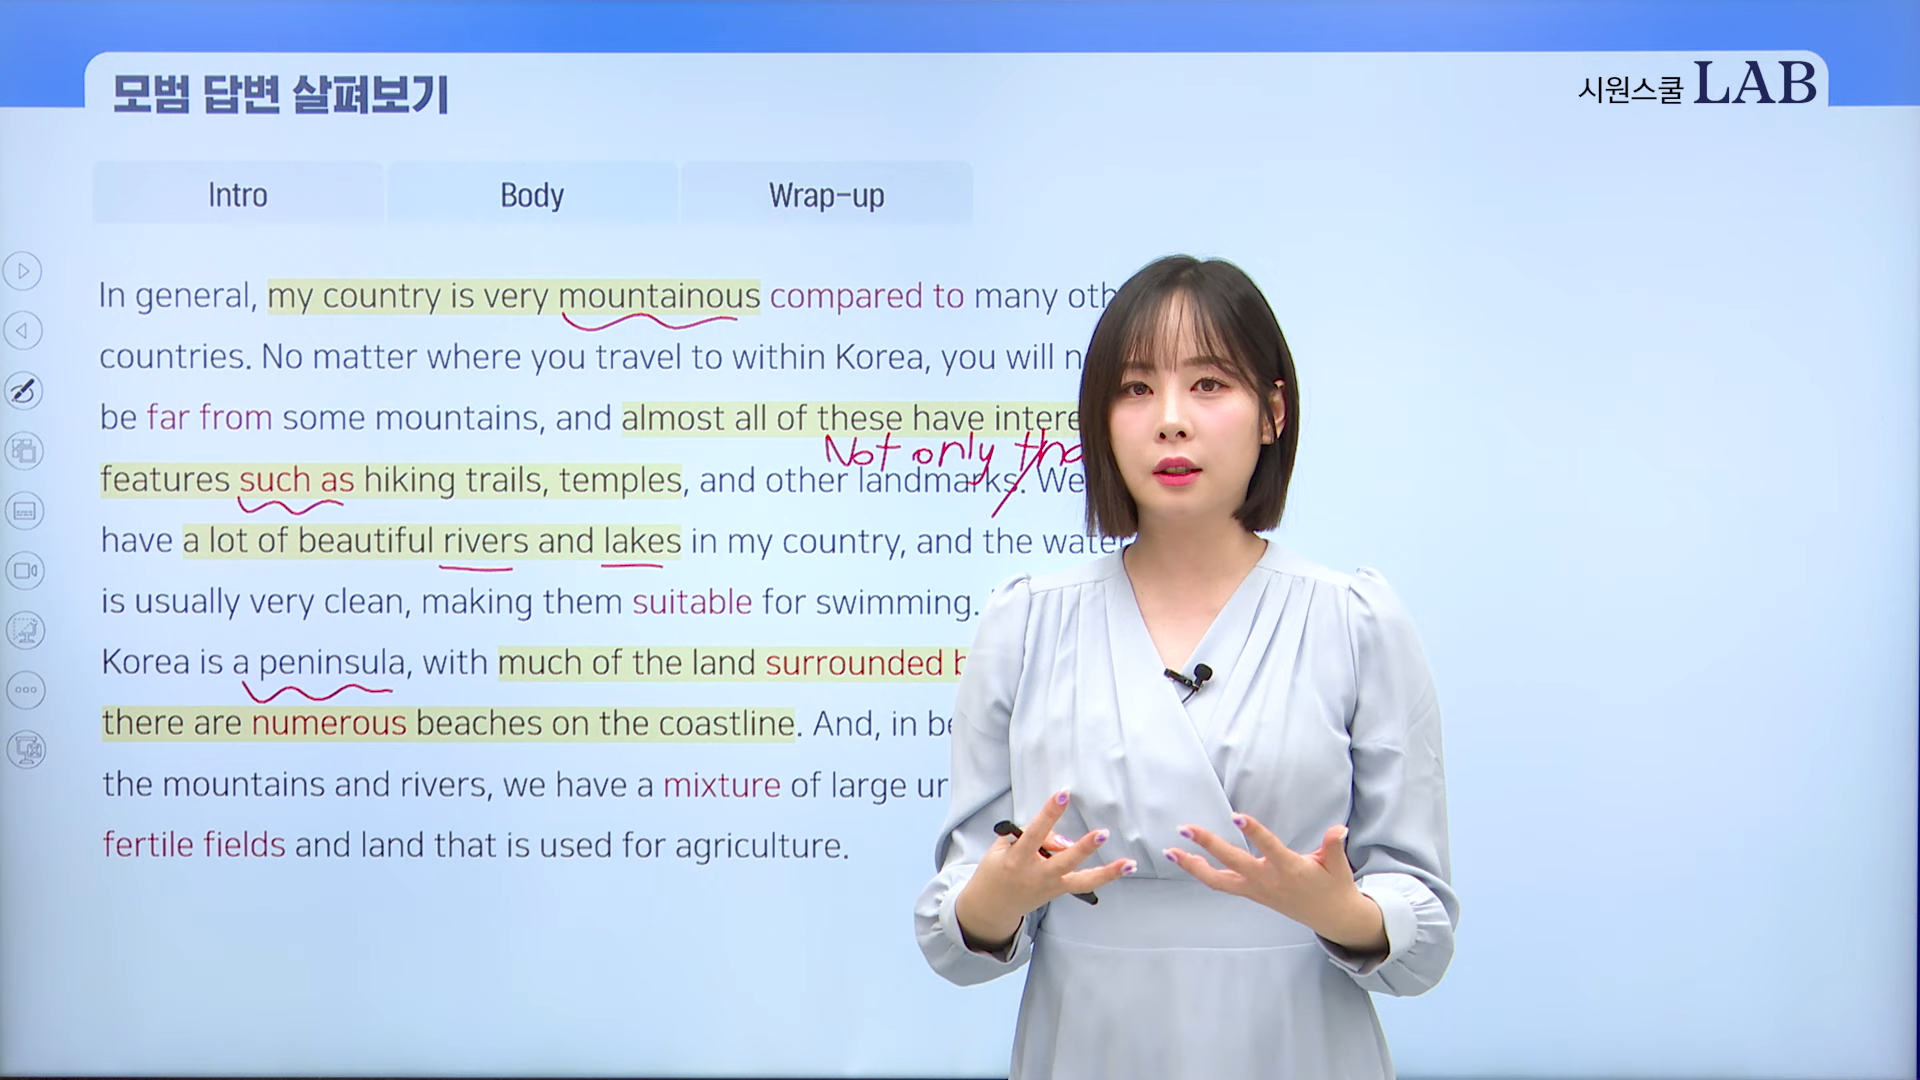 모범 답변 살펴보기
시원스쿨 LAB
Intro
Body
Wrap-up
In general, my country is very mountainous compared to many
countries. No matter where you travel to within Korea, you will
be far from some mountains, and almost all of these have
Not only
features such as hiking trails, temples, and other landmarks. We
have a lot of beautiful rivers and lakes in my country, and the water
is usually very clean, making them suitable for swimming.
Korea is a peninsula, with much of the land surrounded
there are numerous beaches on the coastline. And, in
the mountains and rivers, we have a mixture of large
fertile fields and land that is used for agriculture.